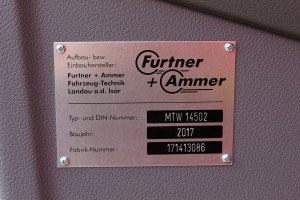 Aufbau- bzw.
Einbauhersteller:
Furtner + Ammer
Fahrzeug-Technik
Landau a.d. Isar
Furtner
+ Ammer
Typ- und DIN-Nummer: MTW 14502
Baujahr: 2017
Fabrik-Nummer: 171413086